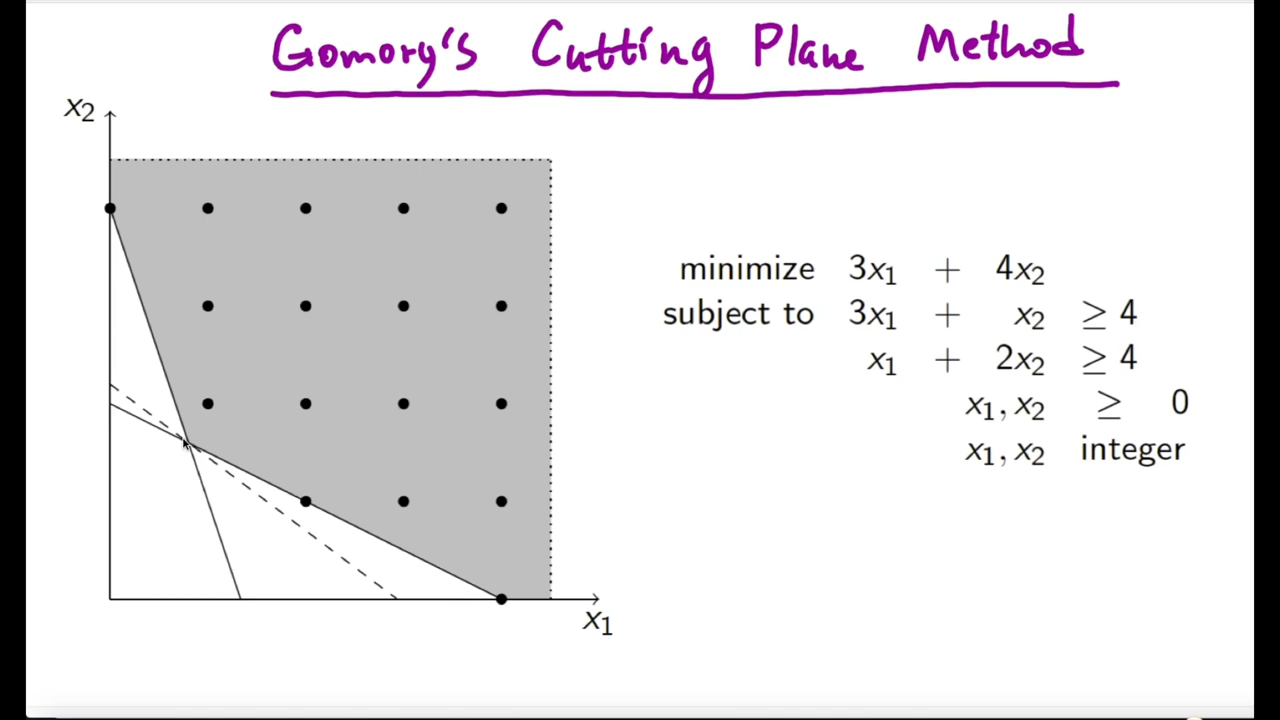 Gomory's Cutting Plane Method
x₂
minimize 3x₁ + 4x₂
subject to 3x₁ + x₂ ≥ 4
x₁ + 2x₂ ≥ 4
x₁, x₂ ≥ 0
x₁, x₂ integer
x₁